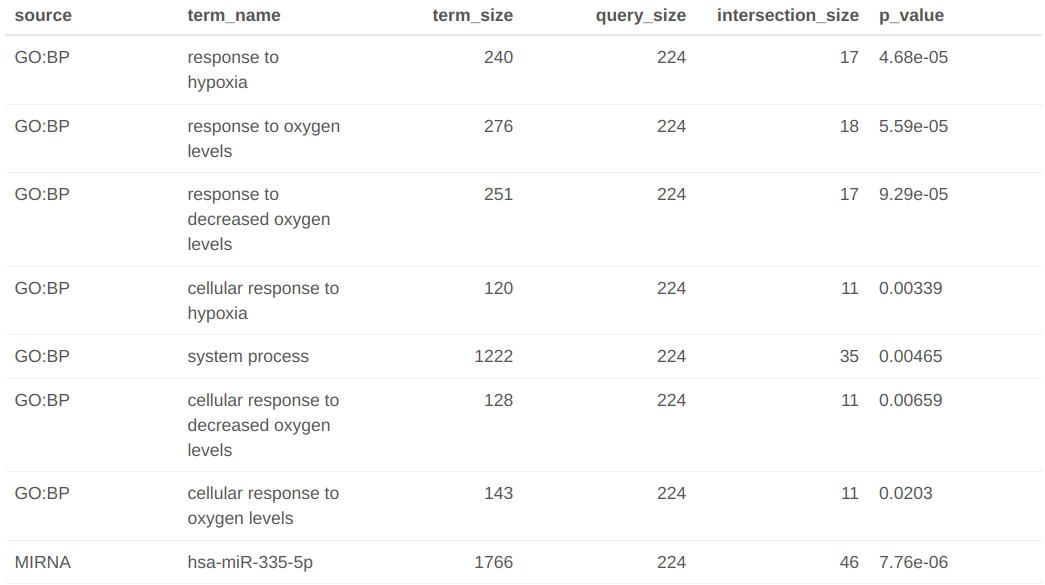 source term_name term_size query_size intersection_size p_value
GO:BP response to 240 224 17 4.68e-05
hypoxia
GO:BP response to oxygen 276 224 18 5.59e-05
levels
GO:BP response to 251 224 17 9.29e-05
decreased oxygen
levels
GO:BP cellular response to 120 224 11 0.00339
hypoxia
GO:BP system process 1222 224 35 0.00465
GO:BP cellular response to 128 224 11 0.00659
decreased oxygen
levels
GO:BP cellular response to 143 224 11 0.0203
oxygen levels
MIRNA hsa-miR-335-5p 1766 224 46 7.76e-06